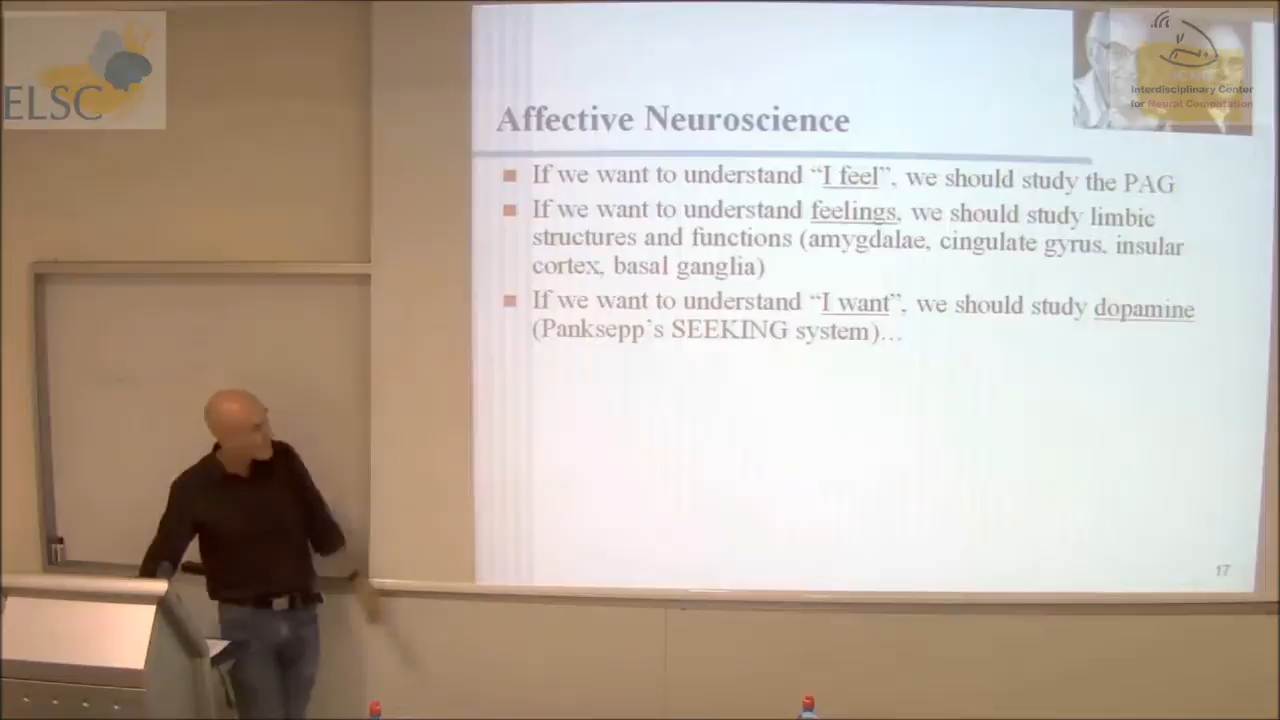 ELSC
Interdisciplinary Center
for Neural Computation
Affective Neuroscience
If we want to understand “I feel”, we should study the PAG
If we want to understand feelings, we should study limbic
structures and functions (amygdalae, cingulate gyrus, insular
cortex, basal ganglia)
If we want to understand “I want”, we should study dopamine
(Panksepp’s SEEKING system)…
17